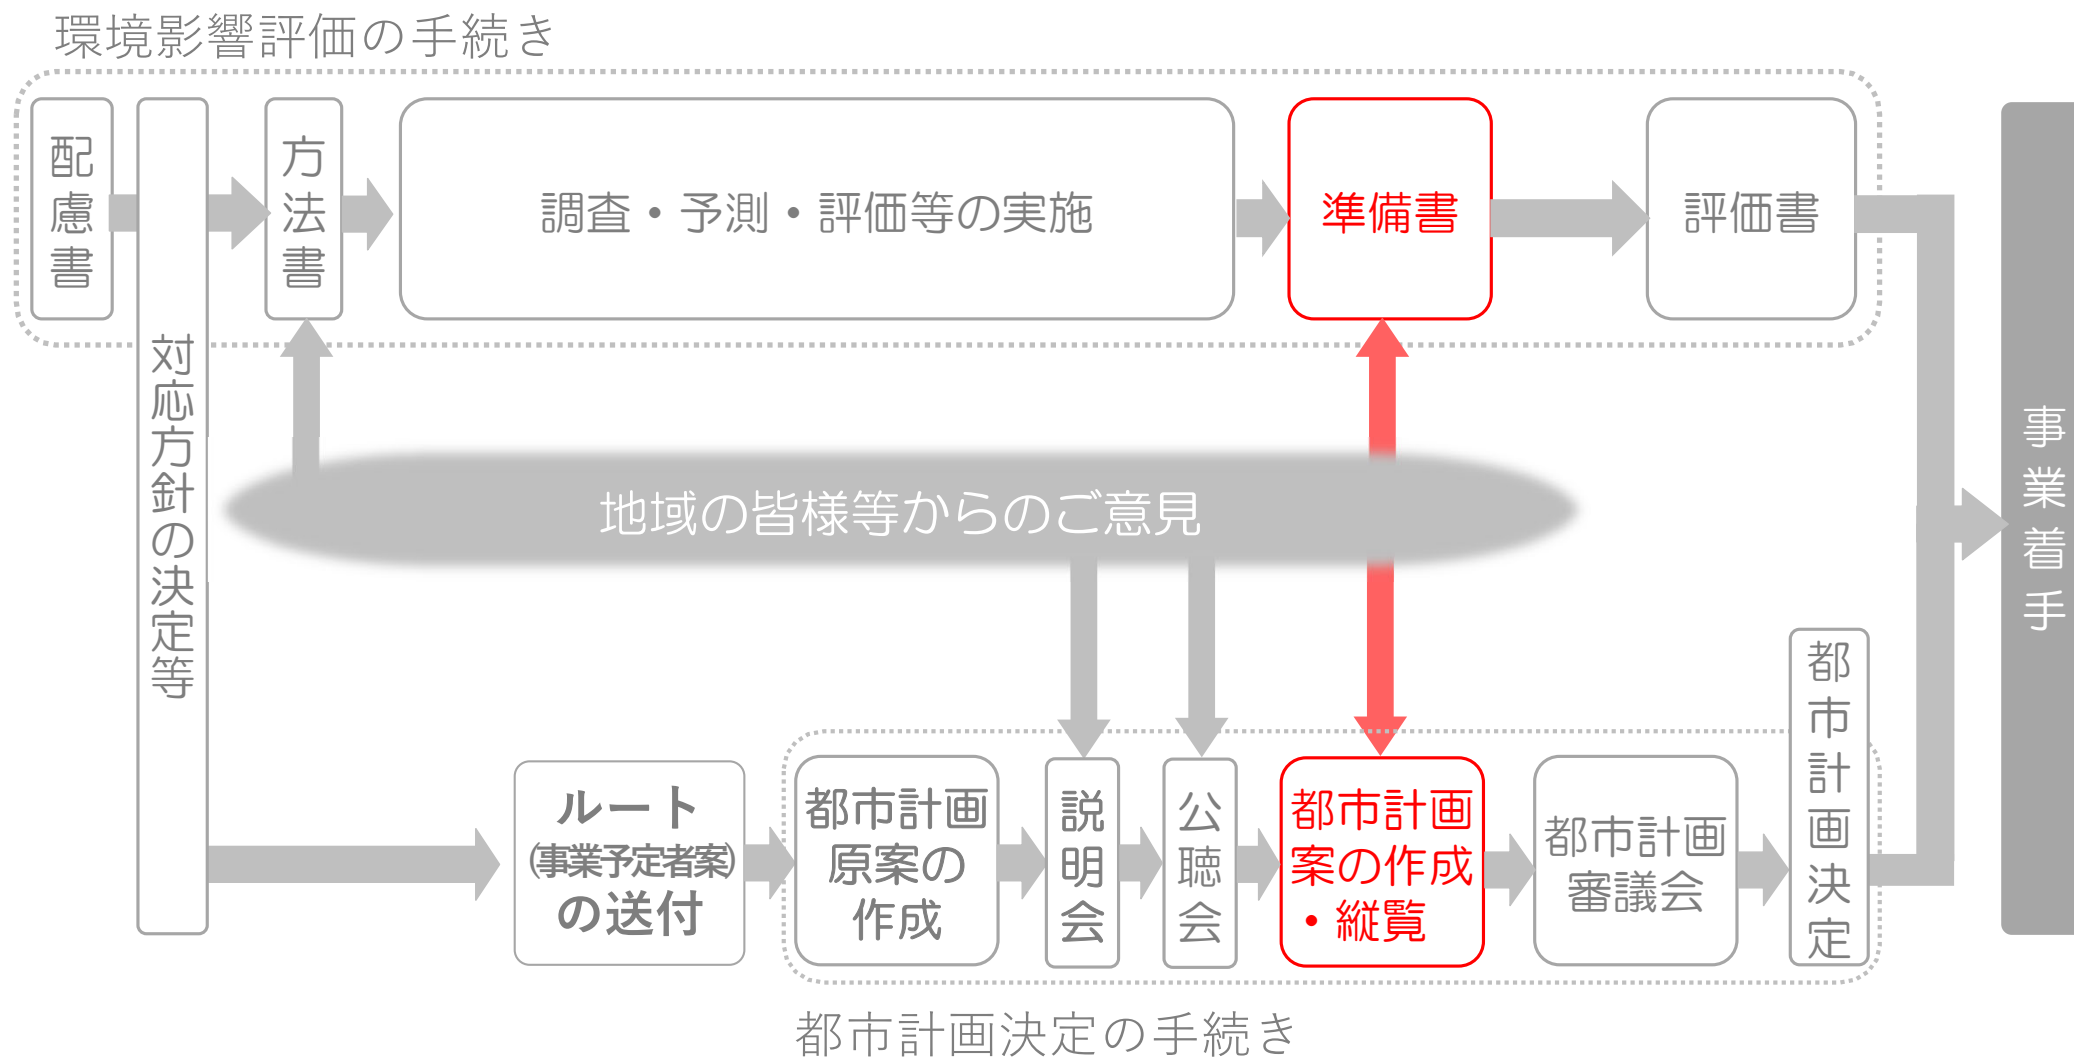 環境影響評価の手続き
配慮書
対応方針の決定等
方法書
調査・予測・評価等の実施
準備書
評価書
事業着手
地域の皆様等からのご意見
ルート
(事業予定者案)
の送付
都市計画
原案の
作成
説明会
公聴会
都市計画
案の作成
・縦覧
都市計画
審議会
都市計画決定
都市計画決定の手続き